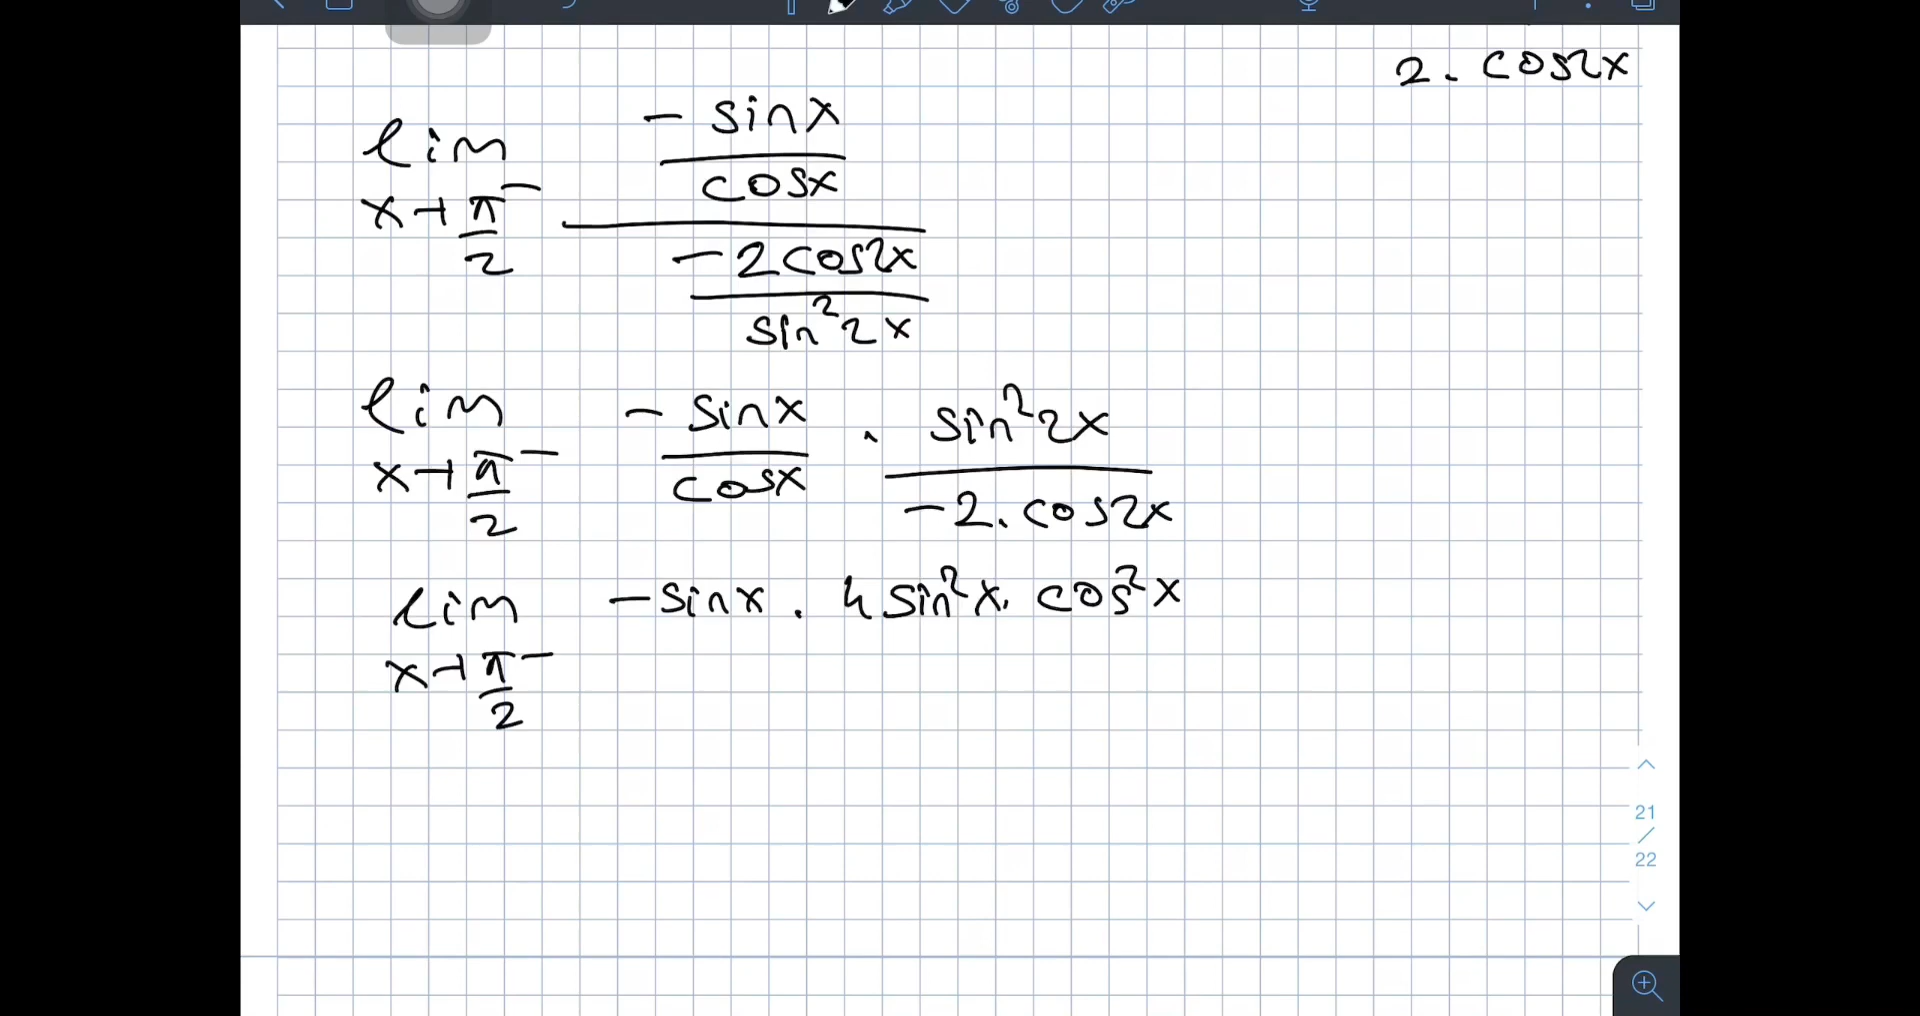 2. cos2x
lim x→π/2⁻ (-sinx/cosx)/(-2cos2x/sin²2x)
lim x→π/2⁻ -sinx/cosx . sin²2x/-2.cos2x
lim x→π/2⁻ -sinx . 4sin²x. cos²x
21
/
22